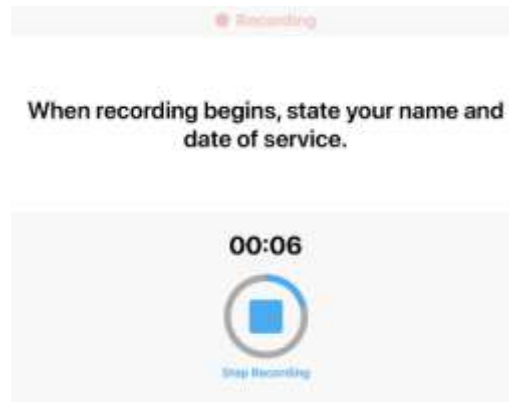 Recording
When recording begins, state your name and
date of service.
00:06
Stop Recording